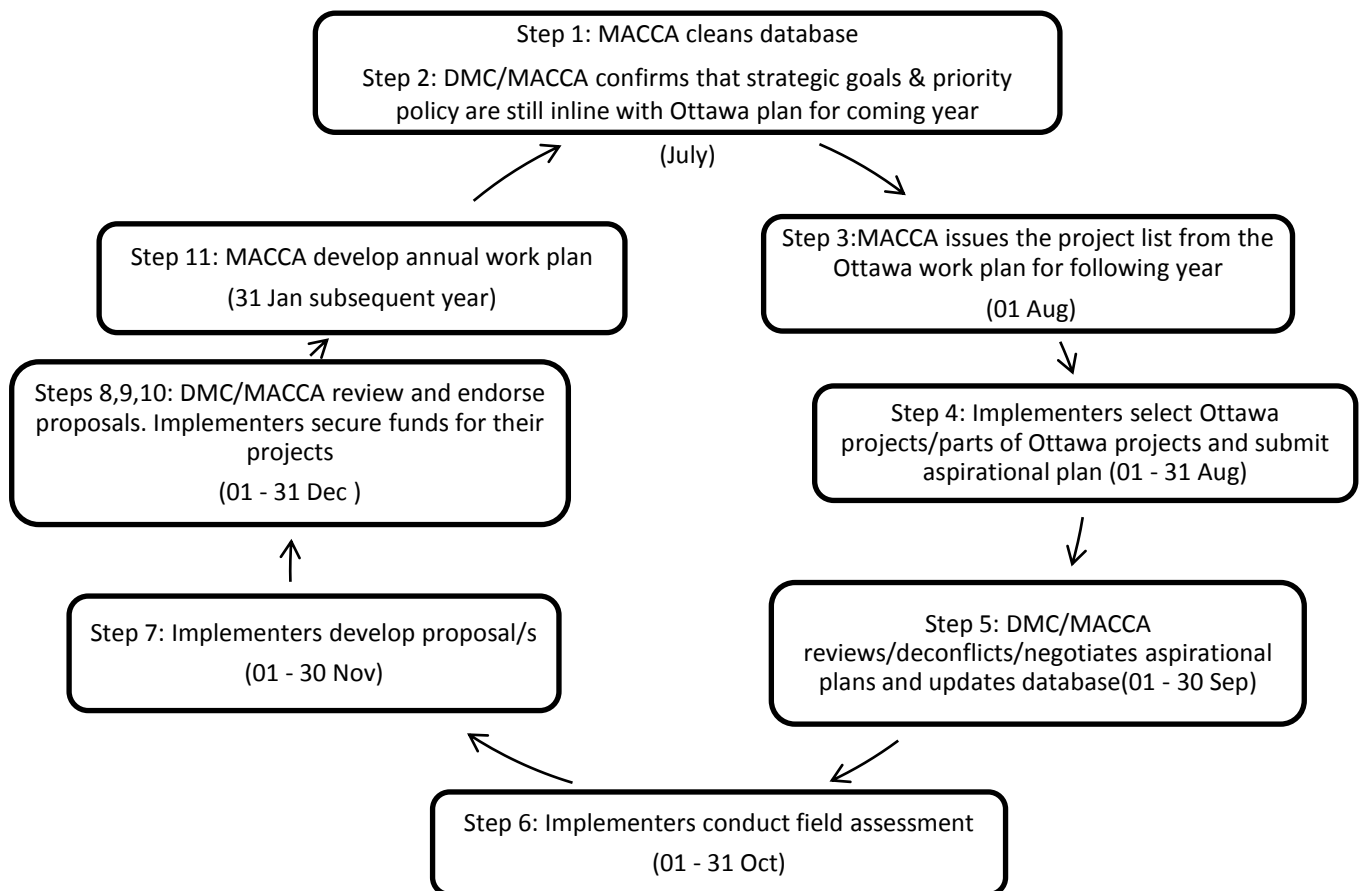 Step 1: MACCA cleans database
Step 2: DMC/MACCA confirms that strategic goals & priority
policy are still inline with Ottawa plan for coming year
(July)
Step 3:MACCA issues the project list from the
Ottawa work plan for following year
(01 Aug)
Step 4: Implementers select Ottawa
projects/parts of Ottawa projects and submit
aspirational plan (01 - 31 Aug)
Step 5: DMC/MACCA
reviews/deconflicts/negotiates aspirational
plans and updates database(01 - 30 Sep)
Step 6: Implementers conduct field assessment
(01 - 31 Oct)
Step 7: Implementers develop proposal/s
(01 - 30 Nov)
Steps 8,9,10: DMC/MACCA review and endorse
proposals. Implementers secure funds for their
projects
(01 - 31 Dec )
Step 11: MACCA develop annual work plan
(31 Jan subsequent year)